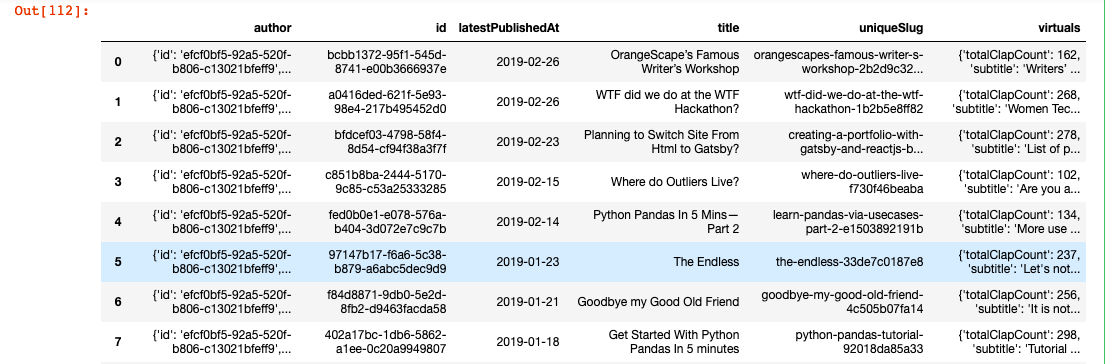 Out[112]:
author id latestPublishedAt title uniqueSlug virtuals
0 {'id': 'efcf0bf5-92a5-520f- bcbb1372-95f1-545d- 2019-02-26 OrangeScape's Famous orangescapes-famous-writer-s- {'totalClapCount': 162,
b806-c13021bfeff9',... 8741-e00b3666937e Writer's Workshop workshop-2b2d9c32... 'subtitle': 'Writers' ...
1 {'id': 'efcf0bf5-92a5-520f- a0416ded-621f-5e93- 2019-02-26 WTF did we do at the WTF wtf-did-we-do-at-the-wtf- {'totalClapCount': 268,
b806-c13021bfeff9',... 98e4-217b495452d0 Hackathon? hackathon-1b2b5e8ff82 'subtitle': 'Women Tec...
2 {'id': 'efcf0bf5-92a5-520f- bfdcef03-4798-58f4- 2019-02-23 Planning to Switch Site From creating-a-portfolio-with- {'totalClapCount': 278,
b806-c13021bfeff9',... 8d54-cf94f38a3f7f Html to Gatsby? gatsby-and-reactjs-b... 'subtitle': 'List of p...
3 {'id': 'efcf0bf5-92a5-520f- c851b8ba-2444-5170- 2019-02-15 Where do Outliers Live? where-do-outliers-live- {'totalClapCount': 102,
b806-c13021bfeff9',... 9c85-c53a25333285 f730f46beaba 'subtitle': 'Are you a...
4 {'id': 'efcf0bf5-92a5-520f- fed0b0e1-e078-576a- 2019-02-14 Python Pandas In 5 Mins— learn-pandas-via-usecases- {'totalClapCount': 134,
b806-c13021bfeff9',... b404-3d072e7c9c7b Part 2 part-2-e1503892191b 'subtitle': 'More use ...
5 {'id': 'efcf0bf5-92a5-520f- 97147b17-f6a6-5c38- 2019-01-23 The Endless the-endless-33de7c0187e8 {'totalClapCount': 237,
b806-c13021bfeff9',... b879-a6abc5dec9d9 'subtitle': 'Let's not...
6 {'id': 'efcf0bf5-92a5-520f- f84d8871-9db0-5e2d- 2019-01-21 Goodbye my Good Old Friend goodbye-my-good-old-friend- {'totalClapCount': 256,
b806-c13021bfeff9',... 8fb2-d9463facda58 4c505b07fa14 'subtitle': 'It is not...
7 {'id': 'efcf0bf5-92a5-520f- 402a17bc-1db6-5862- 2019-01-18 Get Started With Python python-pandas-tutorial- {'totalClapCount': 298,
b806-c13021bfeff9',... a1ee-0c20a9949807 Pandas In 5 minutes 92018da85a33 'subtitle': 'Tutorial ...